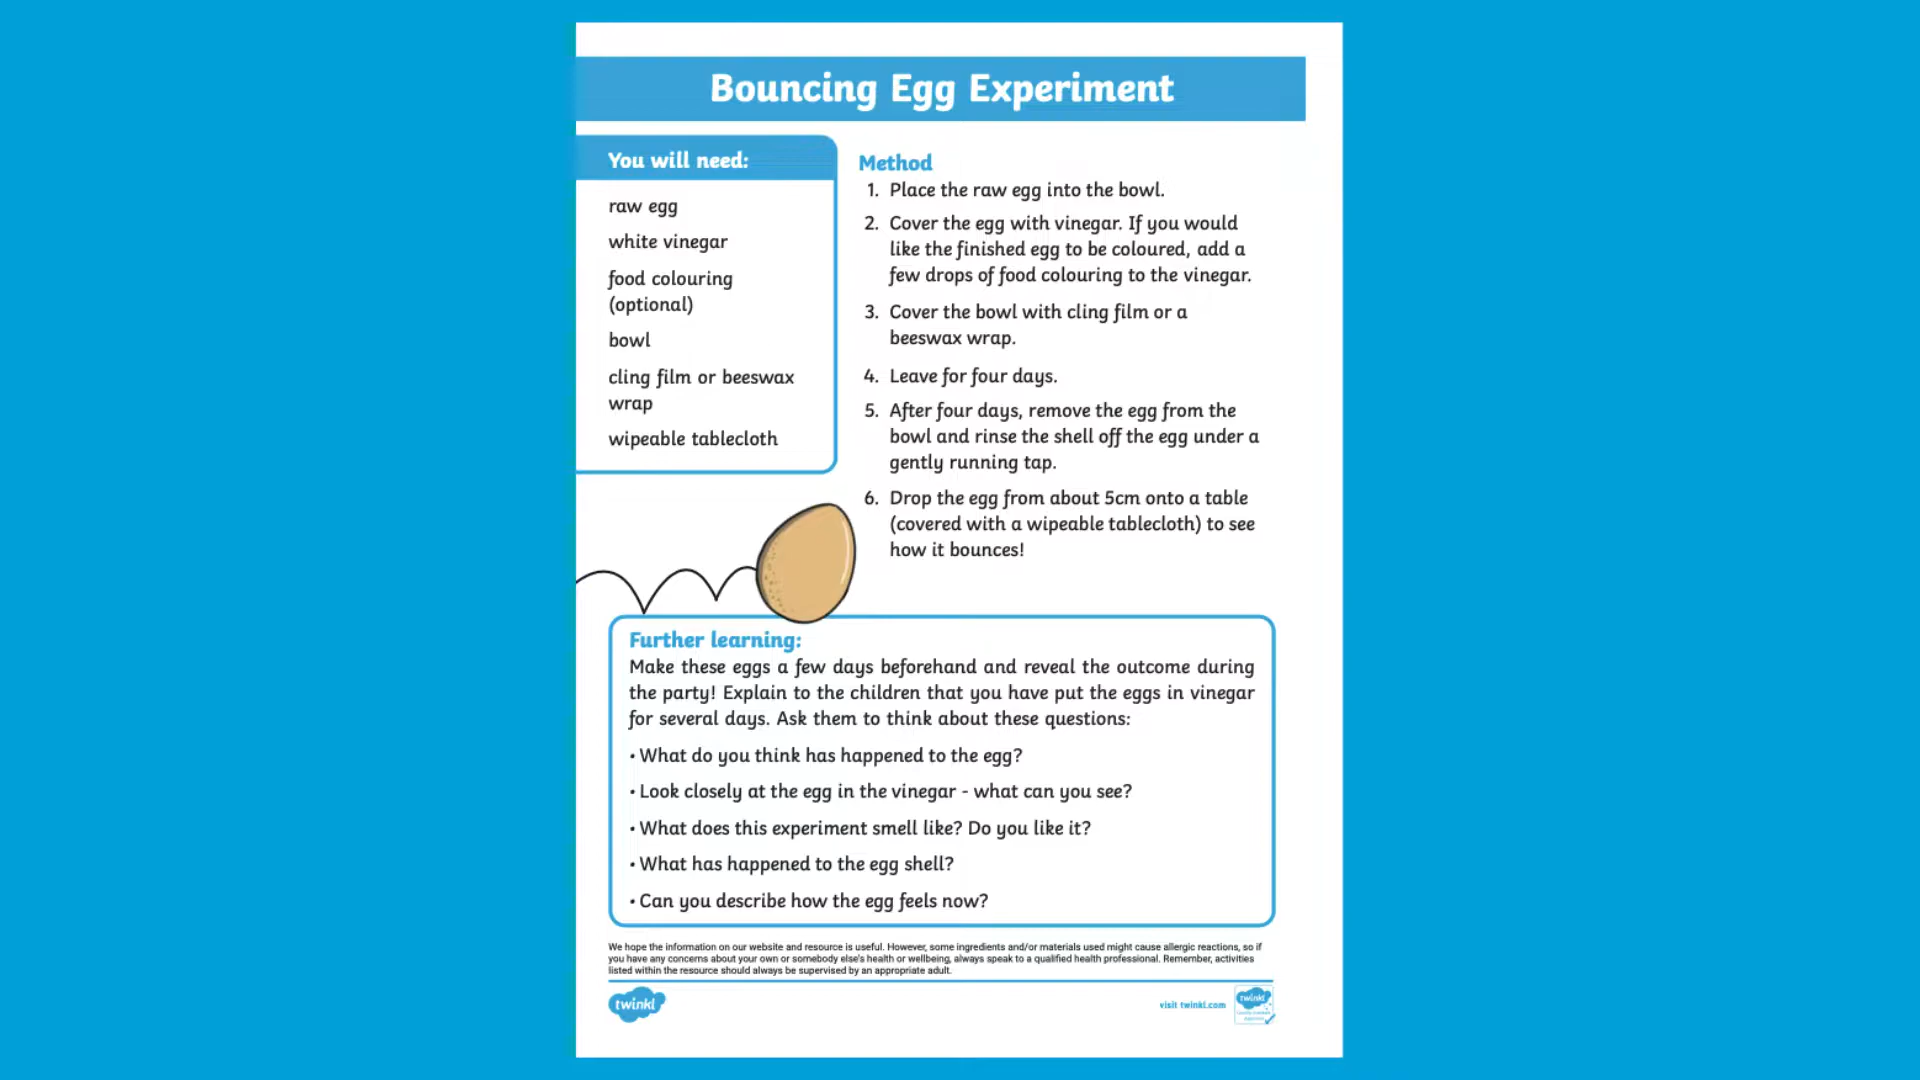 Bouncing Egg Experiment
You will need:
raw egg
white vinegar
food colouring
(optional)
bowl
cling film or beeswax
wrap
wipeable tablecloth
Method
1. Place the raw egg into the bowl.
2. Cover the egg with vinegar. If you would
like the finished egg to be coloured, add a
few drops of food colouring to the vinegar.
3. Cover the bowl with cling film or a
beeswax wrap.
4. Leave for four days.
5. After four days, remove the egg from the
bowl and rinse the shell off the egg under a
gently running tap.
6. Drop the egg from about 5cm onto a table
(covered with a wipeable tablecloth) to see
how it bounces!
Further learning:
Make these eggs a few days beforehand and reveal the outcome during
the party! Explain to the children that you have put the eggs in vinegar
for several days. Ask them to think about these questions:
• What do you think has happened to the egg?
• Look closely at the egg in the vinegar - what can you see?
• What does this experiment smell like? Do you like it?
• What has happened to the egg shell?
• Can you describe how the egg feels now?
We hope the information on our website and resource is useful. However, some ingredients and/or materials used might cause allergic reactions, so if
you have any concerns about your own or somebody else's health or wellbeing, always speak to a qualified health professional. Remember, activities
listed within the resource should always be supervised by an appropriate adult.
twinkl
visit twinkl.com
twinkl